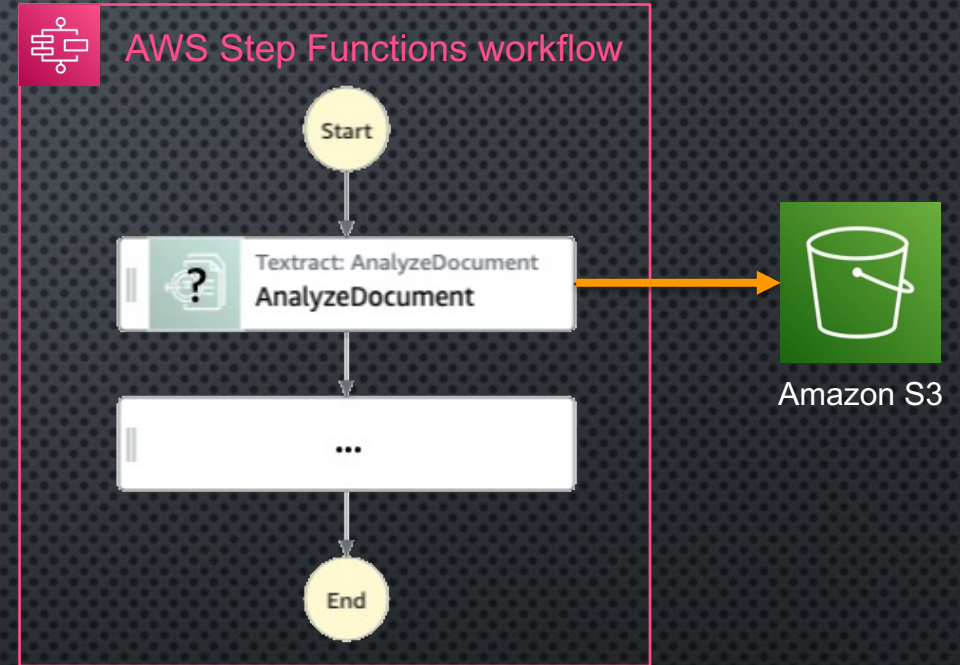 AWS Step Functions workflow
Start
?
Textract: AnalyzeDocument
AnalyzeDocument
...
End
Amazon S3